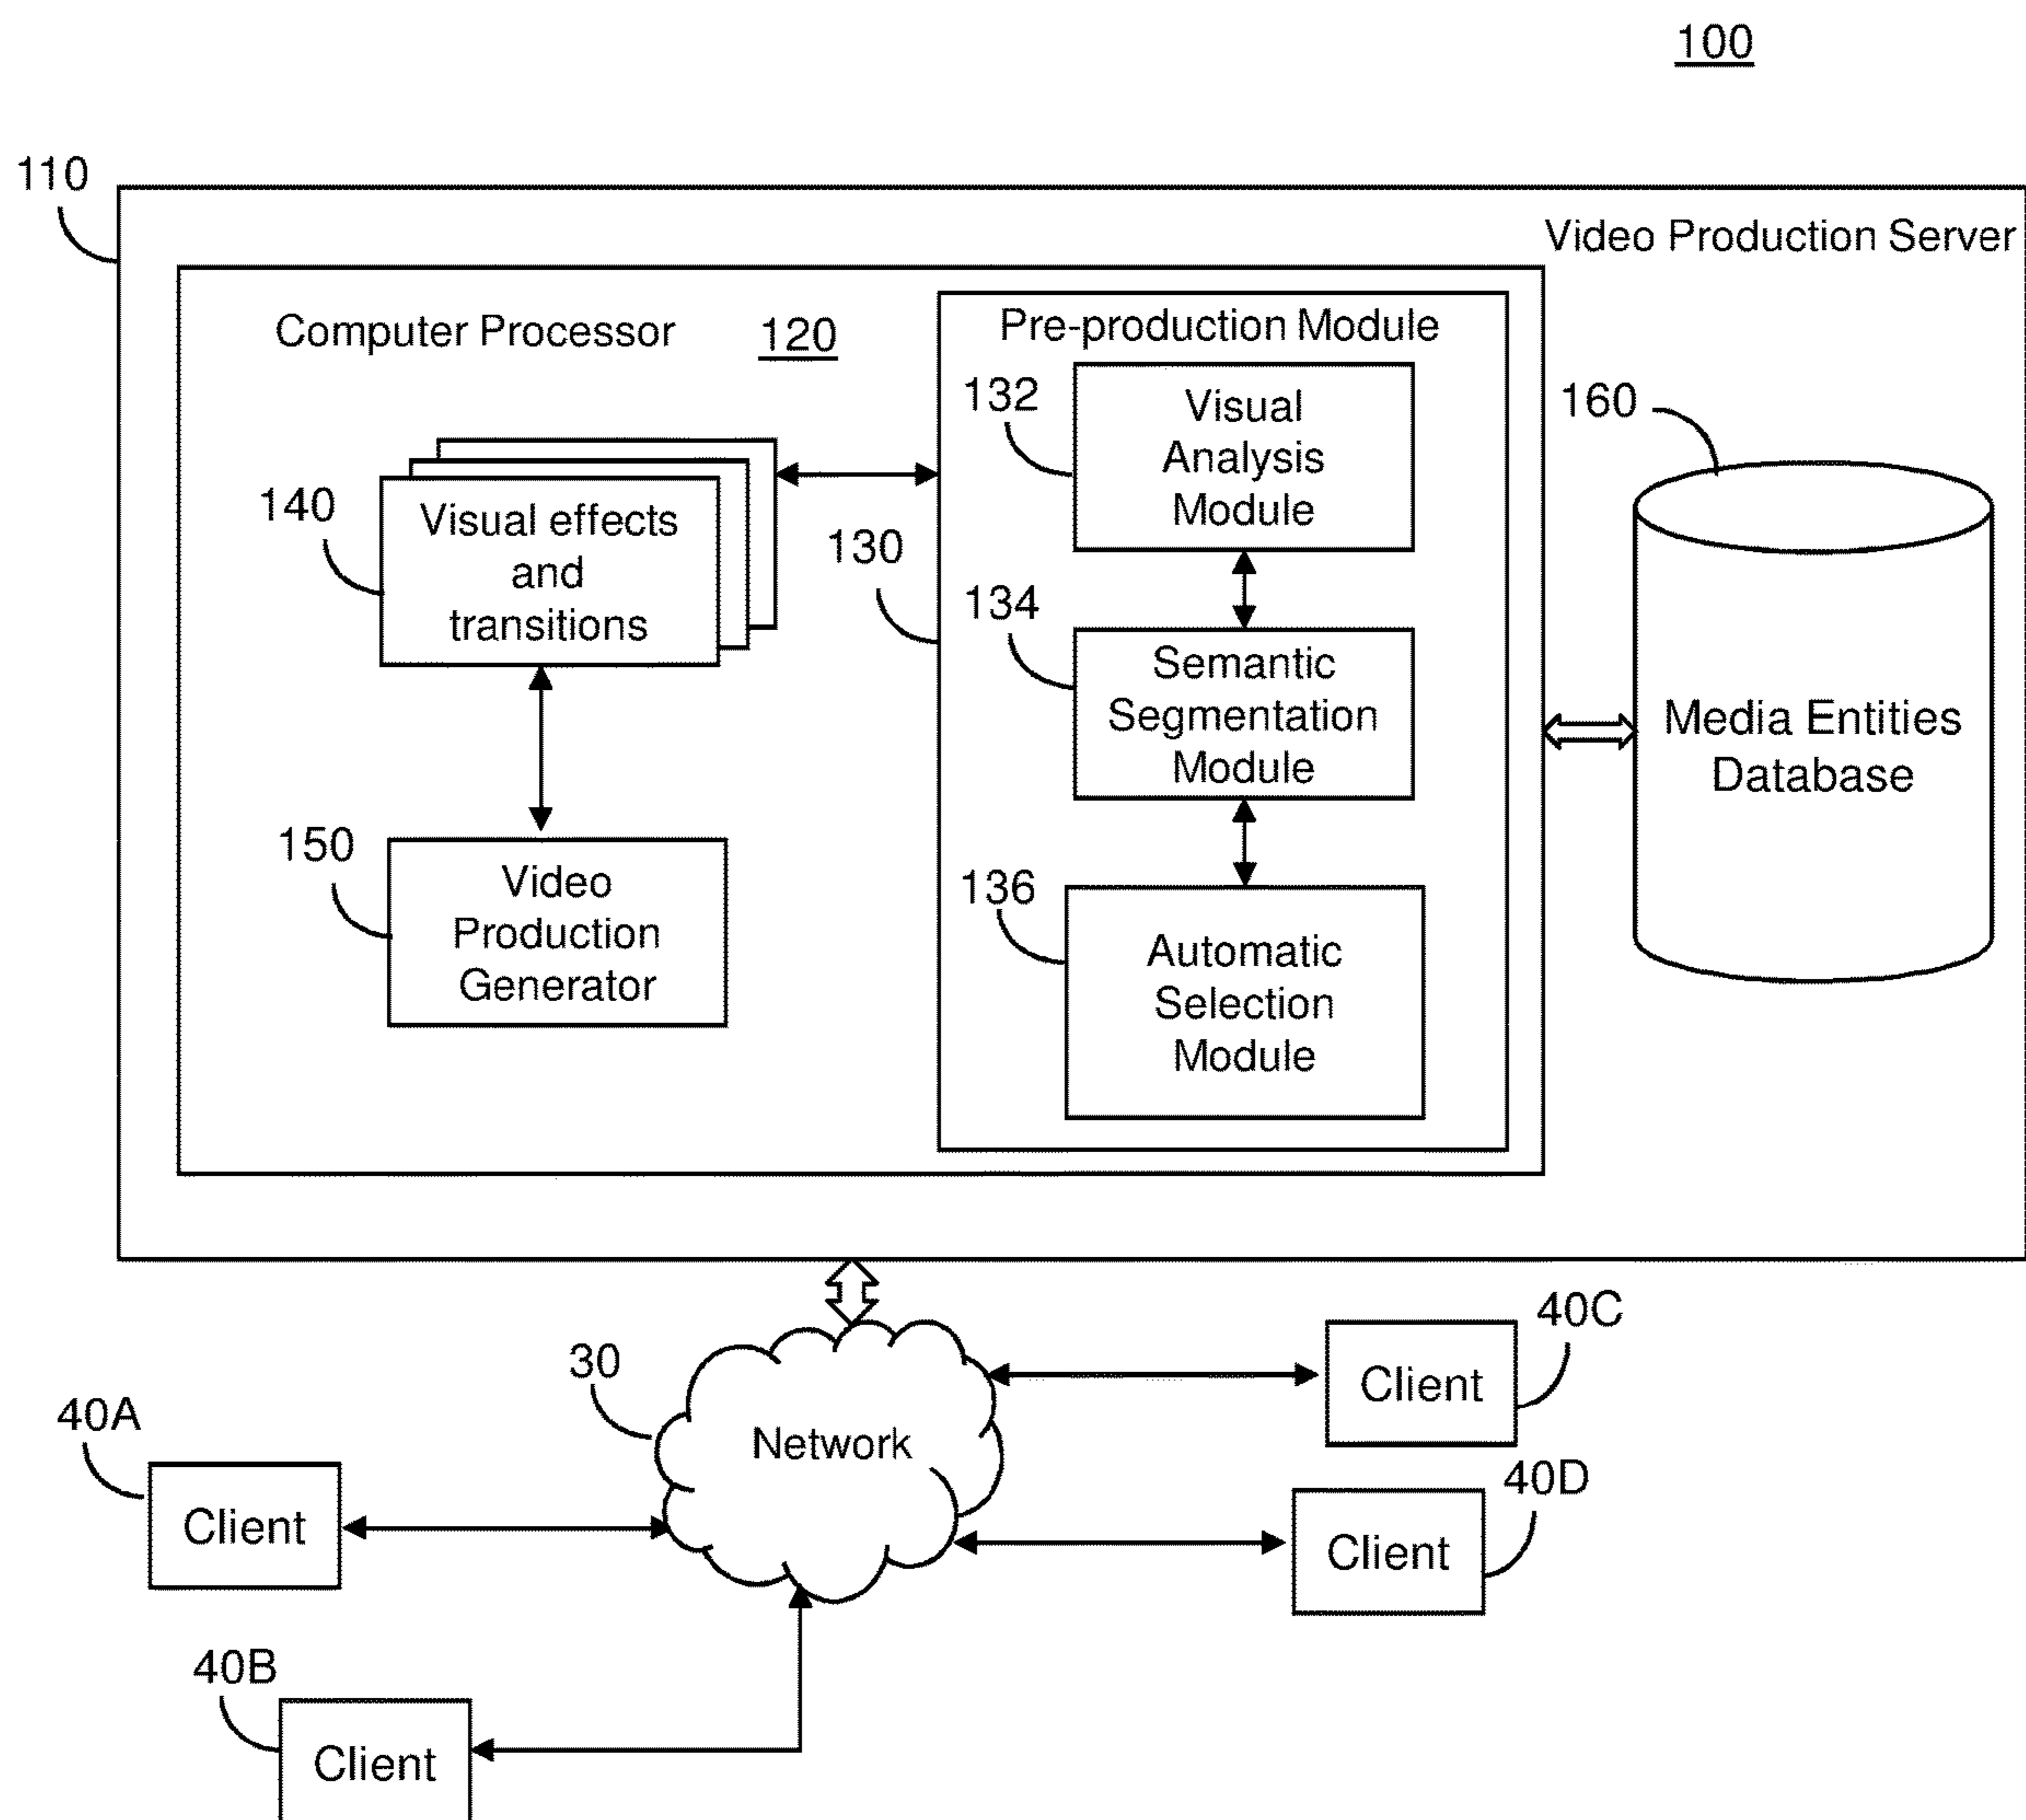 100
110
Video Production Server
Computer Processor
120
Pre-production Module
132
Visual
Analysis
Module
160
140
Visual effects
and
transitions
130
134
Semantic
Segmentation
Module
Media Entities
Database
150
Video
Production
Generator
136
Automatic
Selection
Module
30
Network
40C
Client
40A
Client
40D
Client
40B
Client